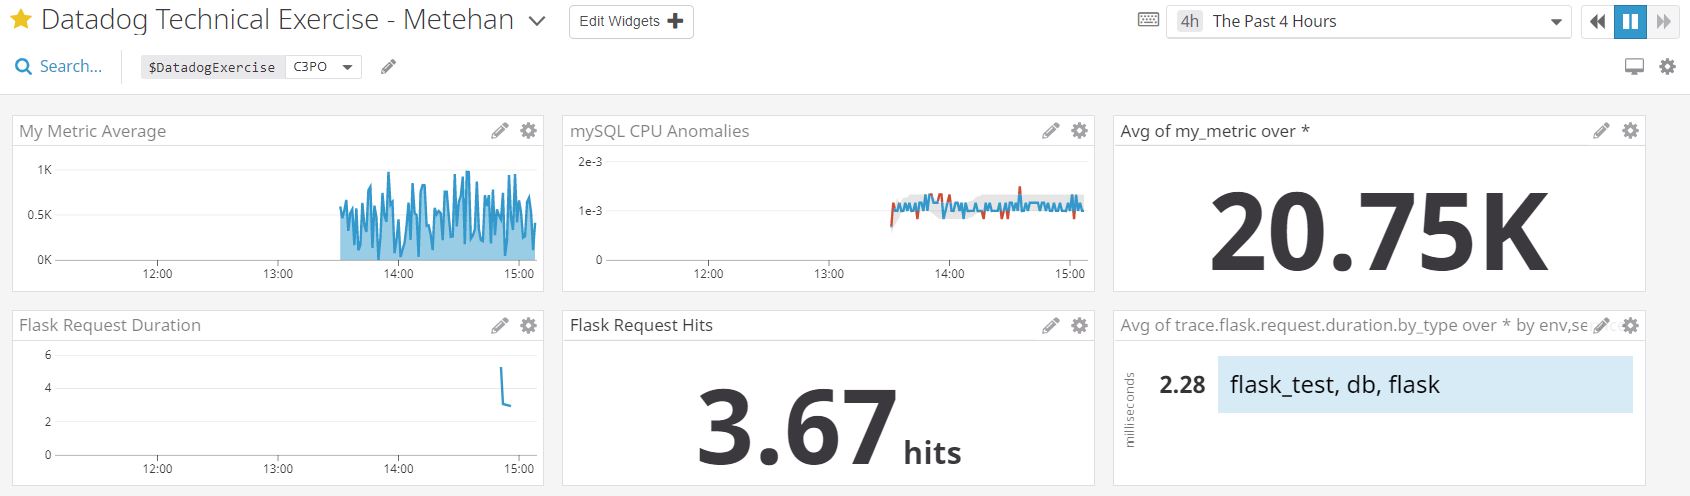 Datadog Technical Exercise - Metehan
Edit Widgets
4h The Past 4 Hours
Search...
$DatadogExercise C3PO
My Metric Average
1K
0.5K
0K
12:00 13:00 14:00 15:00
mySQL CPU Anomalies
2e-3
1e-3
0
12:00 13:00 14:00 15:00
Avg of my_metric over *
20.75K
Flask Request Duration
6
4
2
0
12:00 13:00 14:00 15:00
Flask Request Hits
3.67 hits
Avg of trace.flask.request.duration.by_type over * by env,se
milliseconds
2.28 flask_test, db, flask